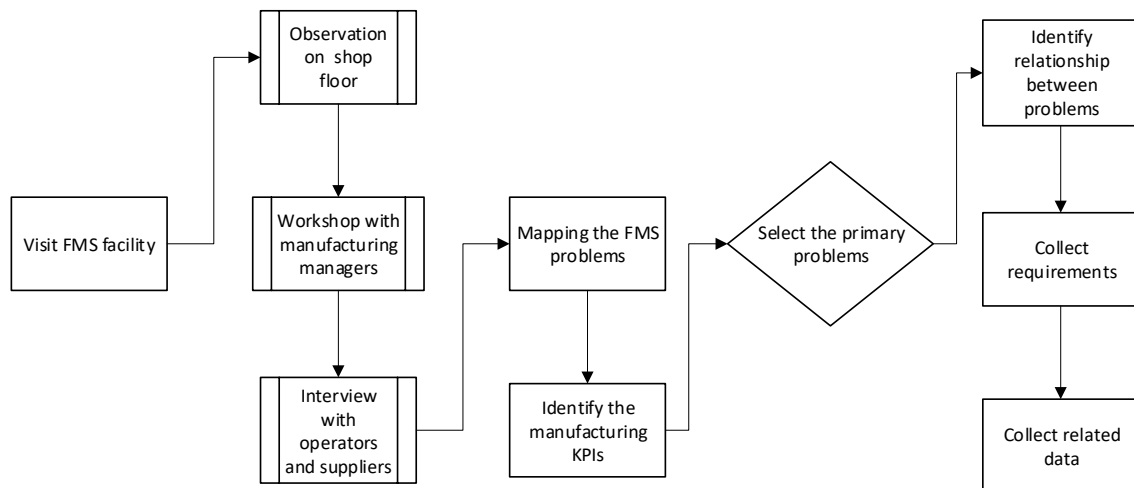 Visit FMS facility
Observation
on shop
floor
Workshop with
manufacturing
managers
Interview
with
operators
and suppliers
Mapping the FMS
problems
Identify the
manufacturing
KPIs
Select the primary
problems
Identify
relationship
between
problems
Collect
requirements
Collect related
data